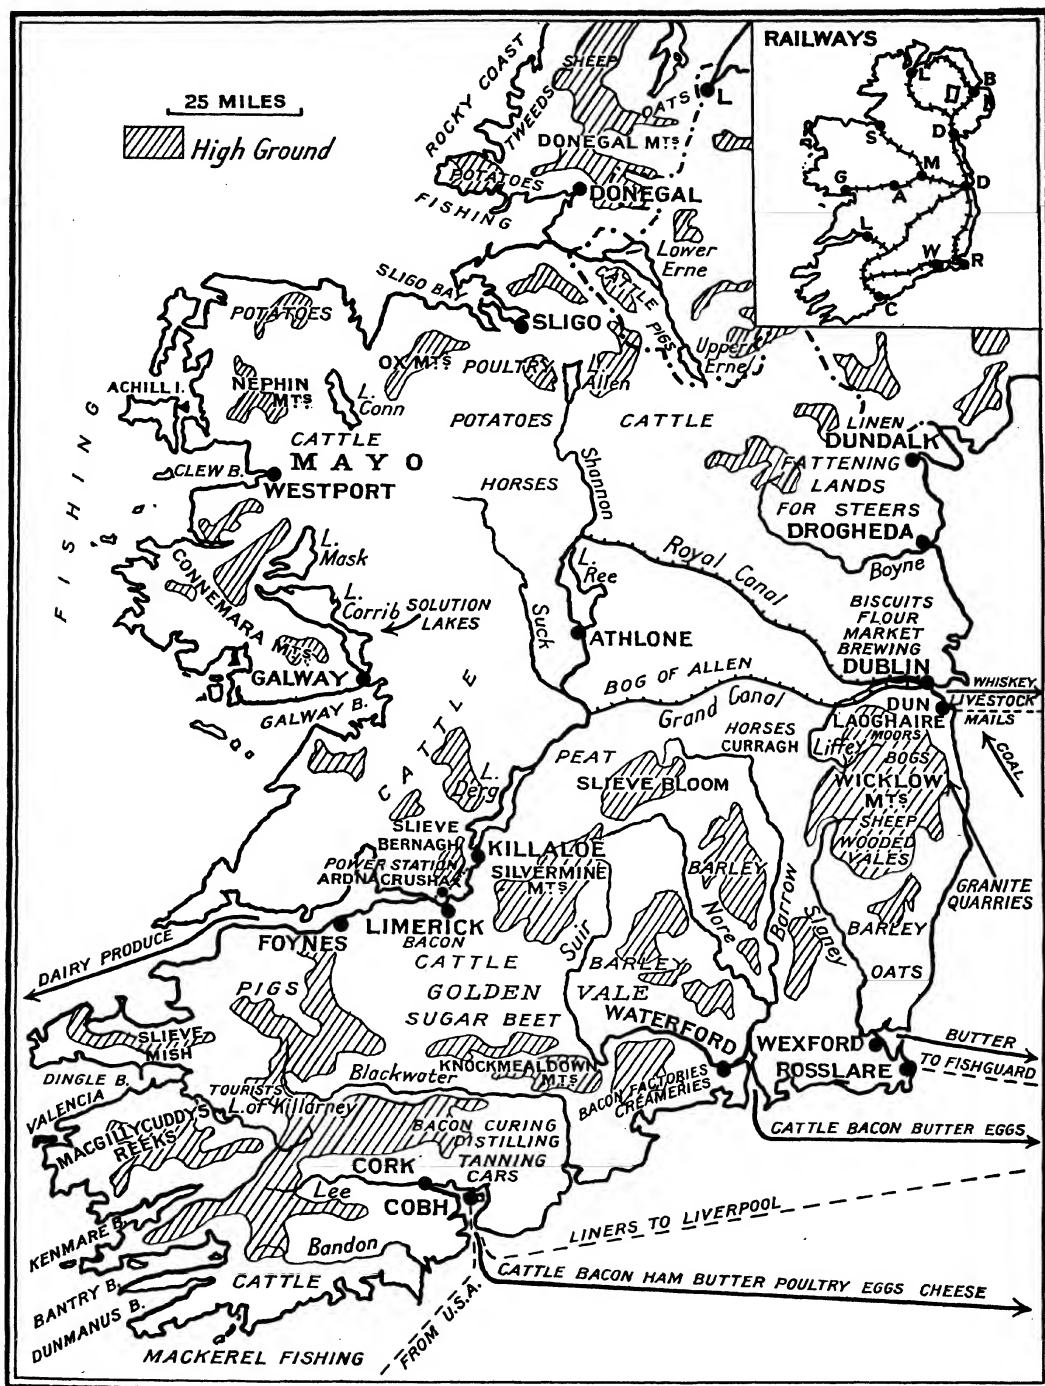 RAILWAYS
L
B
D
S
M
G
A
D
L
W
R
C
25 MILES
High Ground
ROCKY COAST
TWEEDS
SHEEP
OATS
L
DONEGAL MTS
POTATOES
DONEGAL
FISHING
Lower
Erne
SLIGO BAY
CATTLE
PIGS
SLIGO
POTATOES
OX MTS
POULTRY
L.
Allen
Upper
Erne
ACHILL I.
NEPHIN
MTS
L.
Conn
POTATOES
CATTLE
LINEN
DUNDALK
CATTLE
MAYO
CLEW B.
WESTPORT
FISHING
HORSES
Shannon
FATTENING
LANDS
FOR STEERS
DROGHEDA
Boyne
L.
Mask
CONNEMARA MTS.
L.
Corrib
SOLUTION
LAKES
L.
Ree
Royal Canal
Suck
ATHLONE
BISCUITS
FLOUR
MARKET
BREWING
DUBLIN
GALWAY
GALWAY B.
BOG OF ALLEN
Grand Canal
WHISKEY
LIVESTOCK
MAILS
DUN
LAOGHAIRE
COAL
CATTLE
HORSES
CURRAGH
Liffey
MOORS
BOGS
PEAT
SLIEVE BLOOM
L.
Derg
WICKLOW
MTS
SHEEP
WOODED
VALES
SLIEVE
BERNAGH
KILLALOE
POWER STATION
ARDNACRUSHA
SILVERMINE
MTS
BARLEY
GRANITE
QUARRIES
LIMERICK
FOYNES
BACON
Suir
Nore
Barrow
Slaney
BARLEY
DAIRY PRODUCE
CATTLE
BARLEY
OATS
PIGS
GOLDEN VALE
SUGAR BEET
WATERFORD
SLIEVE
MISH
WEXFORD
ROSSLARE
BUTTER
TO FISHGUARD
KNOCKMEALDOWN
MTS
Blackwater
BACON FACTORIES
CREAMERIES
DINGLE B.
VALENCIA
TOURISTS
L. of Killarney
MACGILLYCUDDYS
REEKS
BACON CURING
DISTILLING
TANNING
CARS
CATTLE BACON BUTTER EGGS
CORK
COBH
Lee
LINERS TO LIVERPOOL
KENMARE B.
Bandon
BANTRY B.
CATTLE
CATTLE BACON HAM BUTTER POULTRY EGGS CHEESE
DUNMANUS B.
MACKEREL FISHING
FROM U.S.A.